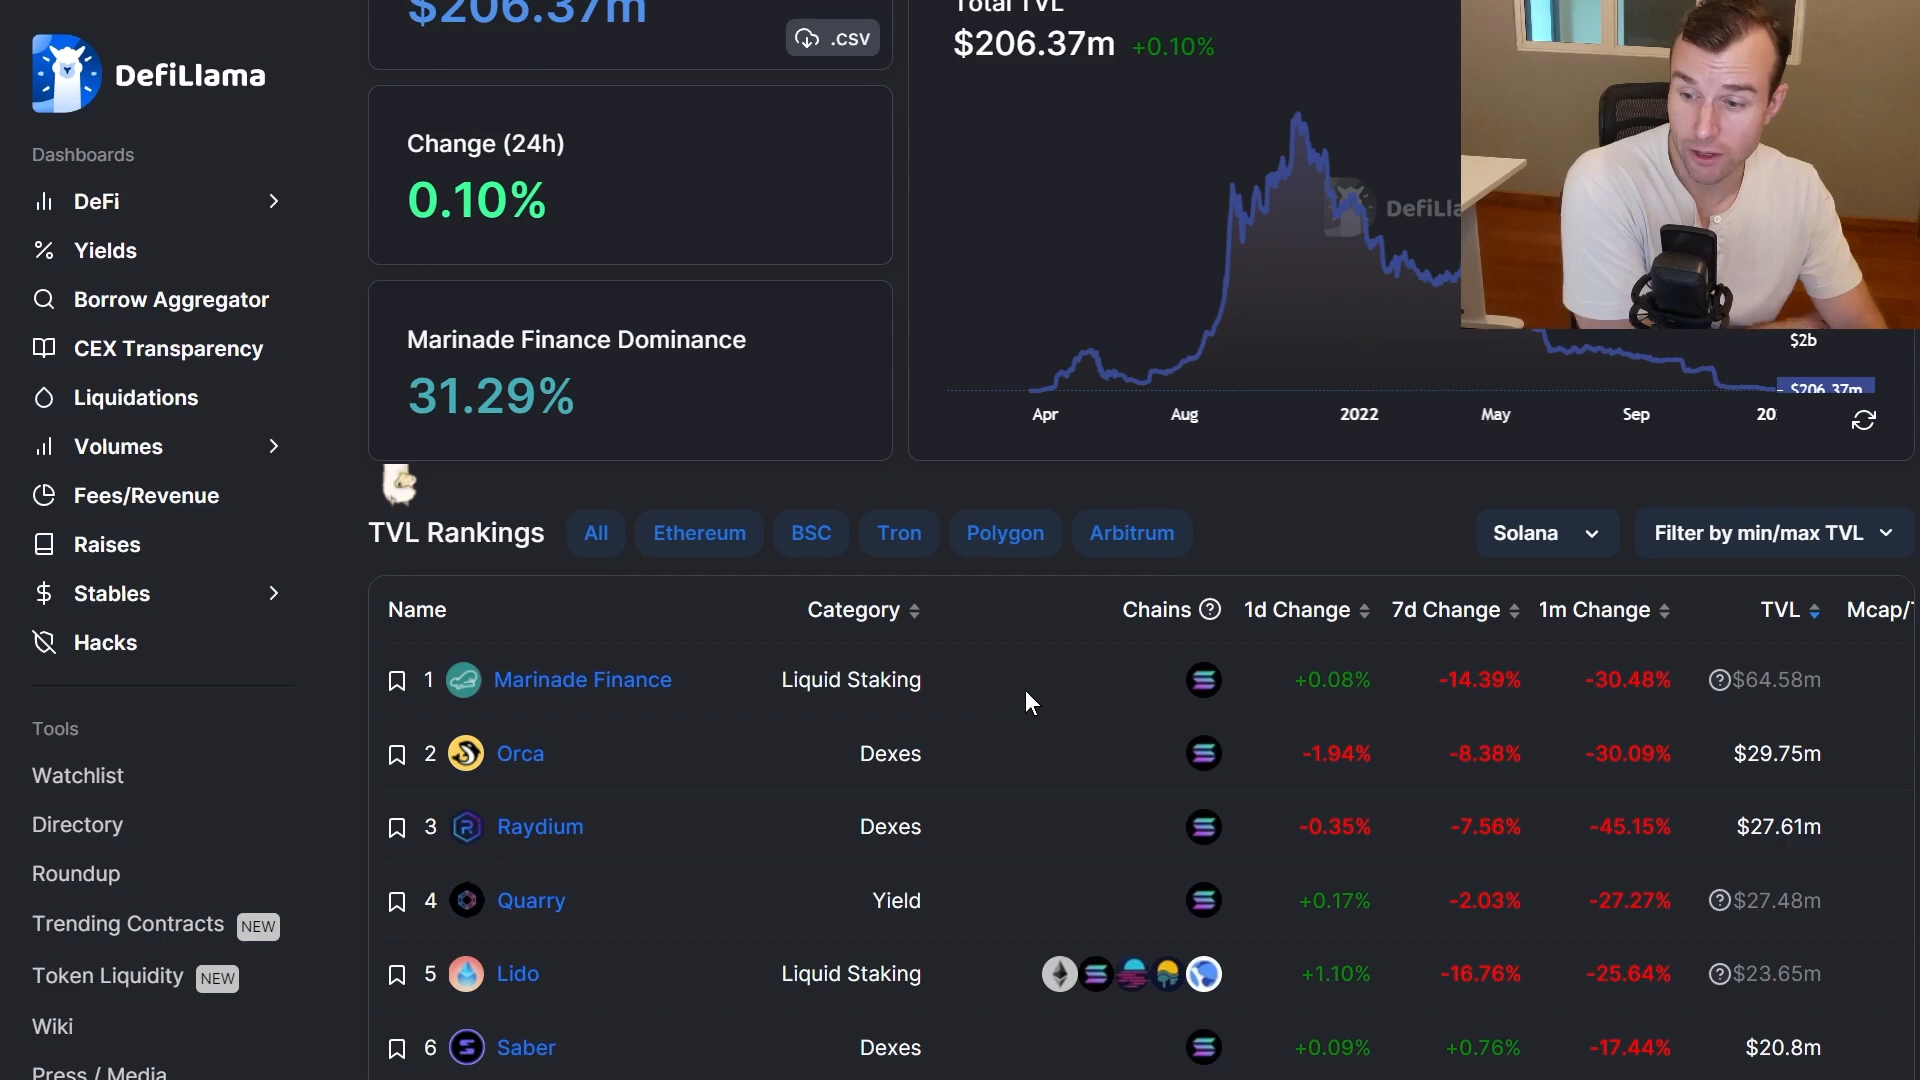 $206.37m
.csv
Total TVL
$206.37m +0.10%
DefiLlama
Dashboards
DeFi
Yields
Borrow Aggregator
CEX Transparency
Liquidations
Volumes
Fees/Revenue
Raises
Stables
Hacks
Tools
Watchlist
Directory
Roundup
Trending Contracts NEW
Token Liquidity NEW
Wiki
Press / Media
Change (24h)
0.10%
Marinade Finance Dominance
31.29%
DefiLla
$2b
$206.37m
Apr Aug 2022 May Sep 20
TVL Rankings All Ethereum BSC Tron Polygon Arbitrum Solana Filter by min/max TVL
Name Category Chains ? 1d Change 7d Change 1m Change TVL Mcap/T
1 Marinade Finance Liquid Staking +0.08% -14.39% -30.48% ? $64.58m
2 Orca Dexes -1.94% -8.38% -30.09% $29.75m
3 Raydium Dexes -0.35% -7.56% -45.15% $27.61m
4 Quarry Yield +0.17% -2.03% -27.27% ? $27.48m
5 Lido Liquid Staking +1.10% -16.76% -25.64% ? $23.65m
6 Saber Dexes +0.09% +0.76% -17.44% $20.8m